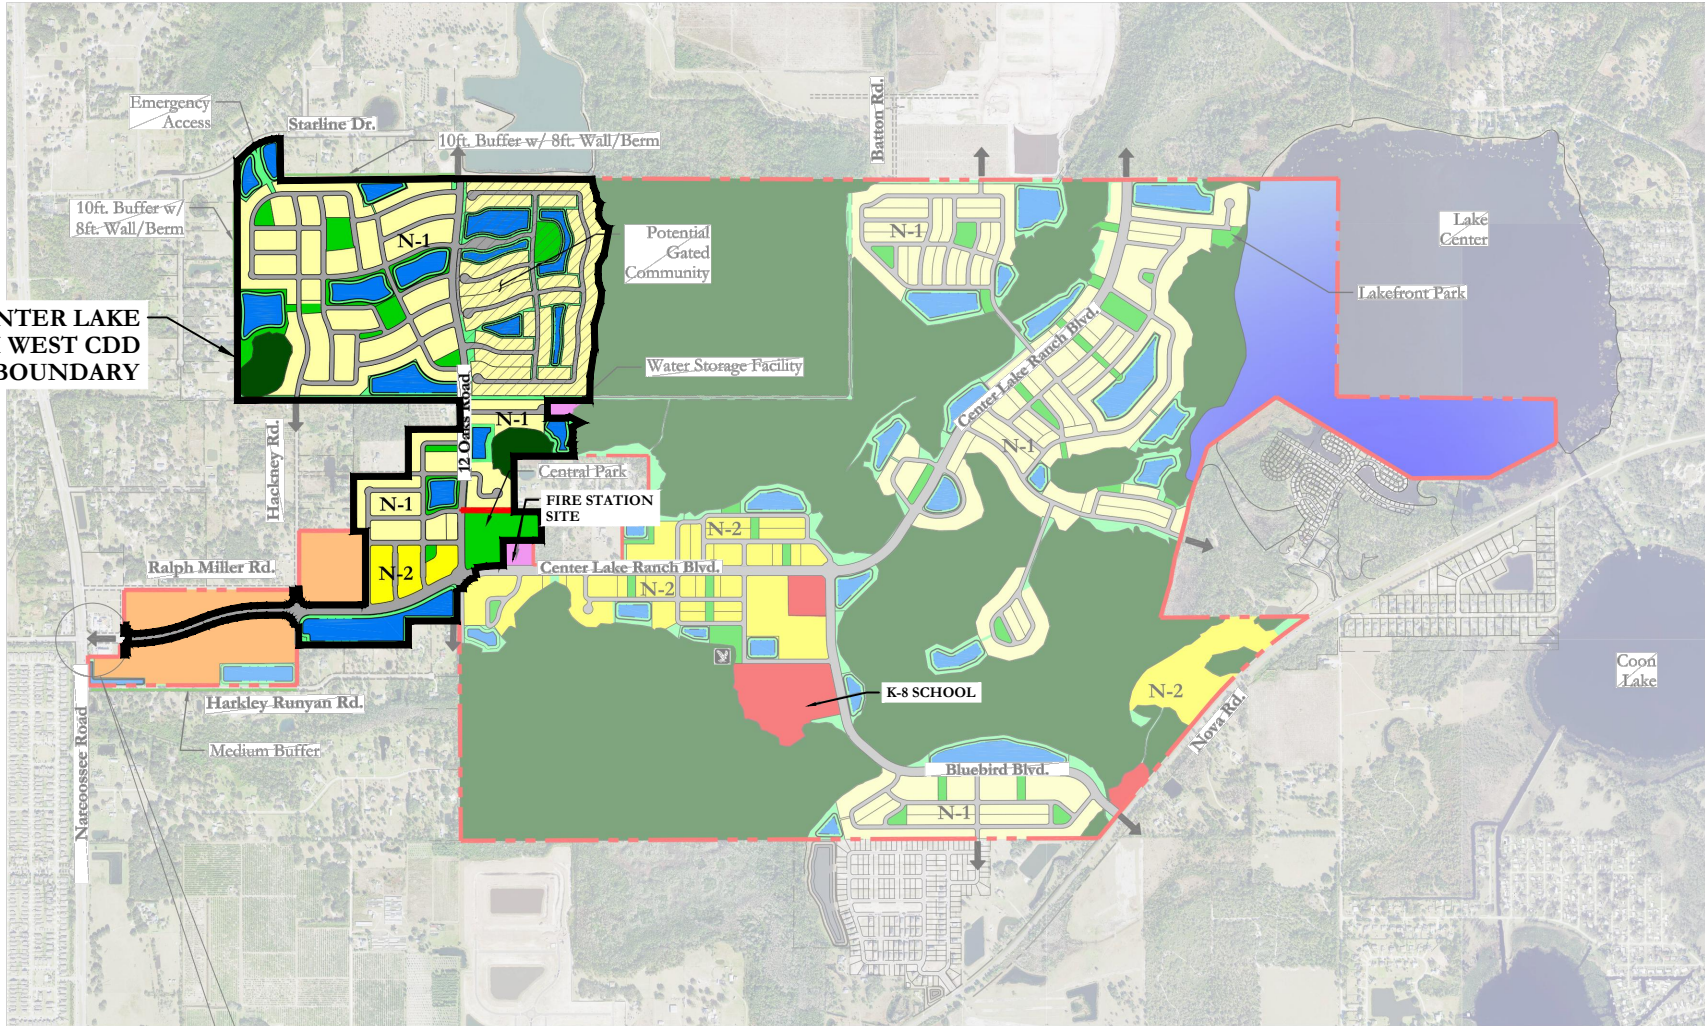 Emergency
Access
Starline Dr.
10ft. Buffer w/ 8ft. Wall/Berm
Batton Rd.
10ft. Buffer w/
8ft. Wall/Berm
N-1
Potential
Gated
Community
N-1
Lake
Center
Lakefront Park
NTER LAKE
WEST CDD
BOUNDARY
Water Storage Facility
Center Lake Ranch Blvd.
12 Oaks Road
N-1
Hackney Rd.
N-1
Central Park
N-1
FIRE STATION
SITE
N-2
Ralph Miller Rd.
N-2
Center Lake Ranch Blvd.
N-2
Coon
Lake
K-8 SCHOOL
N-2
Harkley Runyan Rd.
Nova Rd.
Medium Buffer
Narcoossee Road
Bluebird Blvd.
N-1